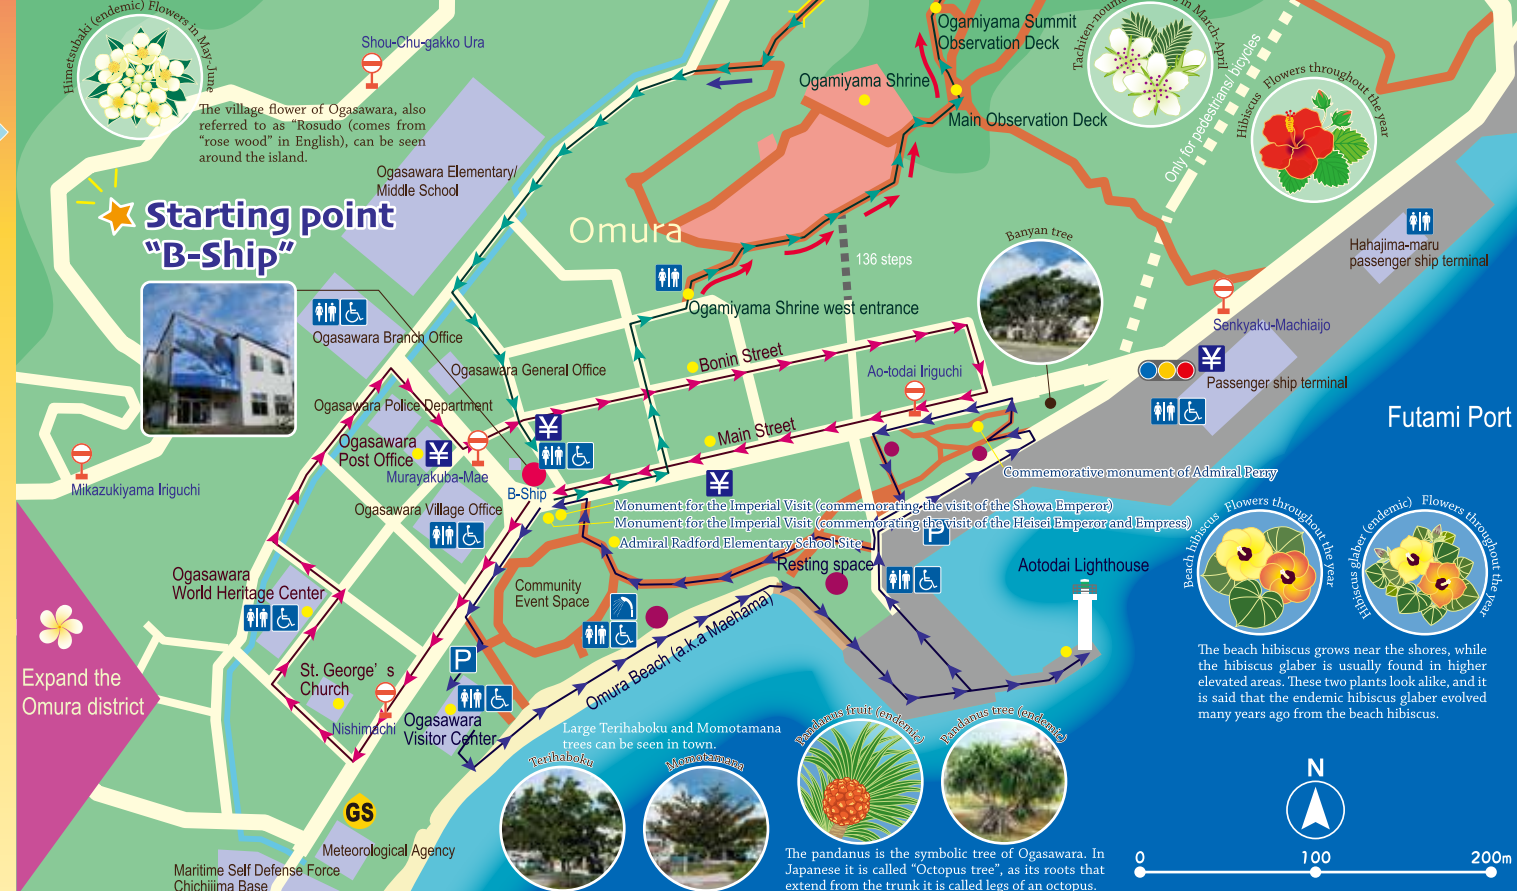 Himetsubaki (endemic) Flowers in May-June
The village flower of Ogasawara, also
referred to as “Rosudo (comes from
“rose wood” in English), can be seen
around the island.
Shou-Chu-gakko Ura
Ogasawara Elementary/
Middle School
Starting point
“B-Ship”
Ogamiyama Summit
Observation Deck
Ogamiyama Shrine
Main Observation Deck
in March-April
Only for pedestrians/ bicycles
Hibiscus Flowers throughout the year
Omura
136 steps
Banyan tree
Hahajima-maru
passenger ship terminal
Senkyaku-Machiaijo
Passenger ship terminal
Futami Port
Ogamiyama Shrine west entrance
Ogasawara Branch Office
Ogasawara General Office
Bonin Street
Ao-todai Iriguchi
Ogasawara Police Department
Main Street
Ogasawara
Post Office
Murayakuba-Mae
Mikazukiyama Iriguchi
B-Ship
Commemorative monument of Admiral Perry
Ogasawara Village Office
Monument for the Imperial Visit (commemorating the visit of the Showa Emperor)
Monument for the Imperial Visit (commemorating the visit of the Heisei Emperor and Empress)
Admiral Radford Elementary School Site
P
Resting space
Aotodai Lighthouse
Beach hibiscus Flowers throughout the year
Hibiscus glaber (endemic) Flowers throughout the year
Ogasawara
World Heritage Center
Community
Event Space
Omura Beach (a.k.a Maehama)
P
Expand the
Omura district
St. George’s
Church
Nishimachi
Ogasawara
Visitor Center
The beach hibiscus grows near the shores, while
the hibiscus glaber is usually found in higher
elevated areas. These two plants look alike, and it
is said that the endemic hibiscus glaber evolved
many years ago from the beach hibiscus.
Large Terihaboku and Momotamana
trees can be seen in town.
Terihaboku
Momotamana
Pandanus fruit (endemic)
Pandanus tree (endemic)
N
GS
Meteorological Agency
Maritime Self Defense Force
Chichijima Base
The pandanus is the symbolic tree of Ogasawara. In
Japanese it is called “Octopus tree”, as its roots that
extend from the trunk it is called legs of an octopus.
0 100 200m